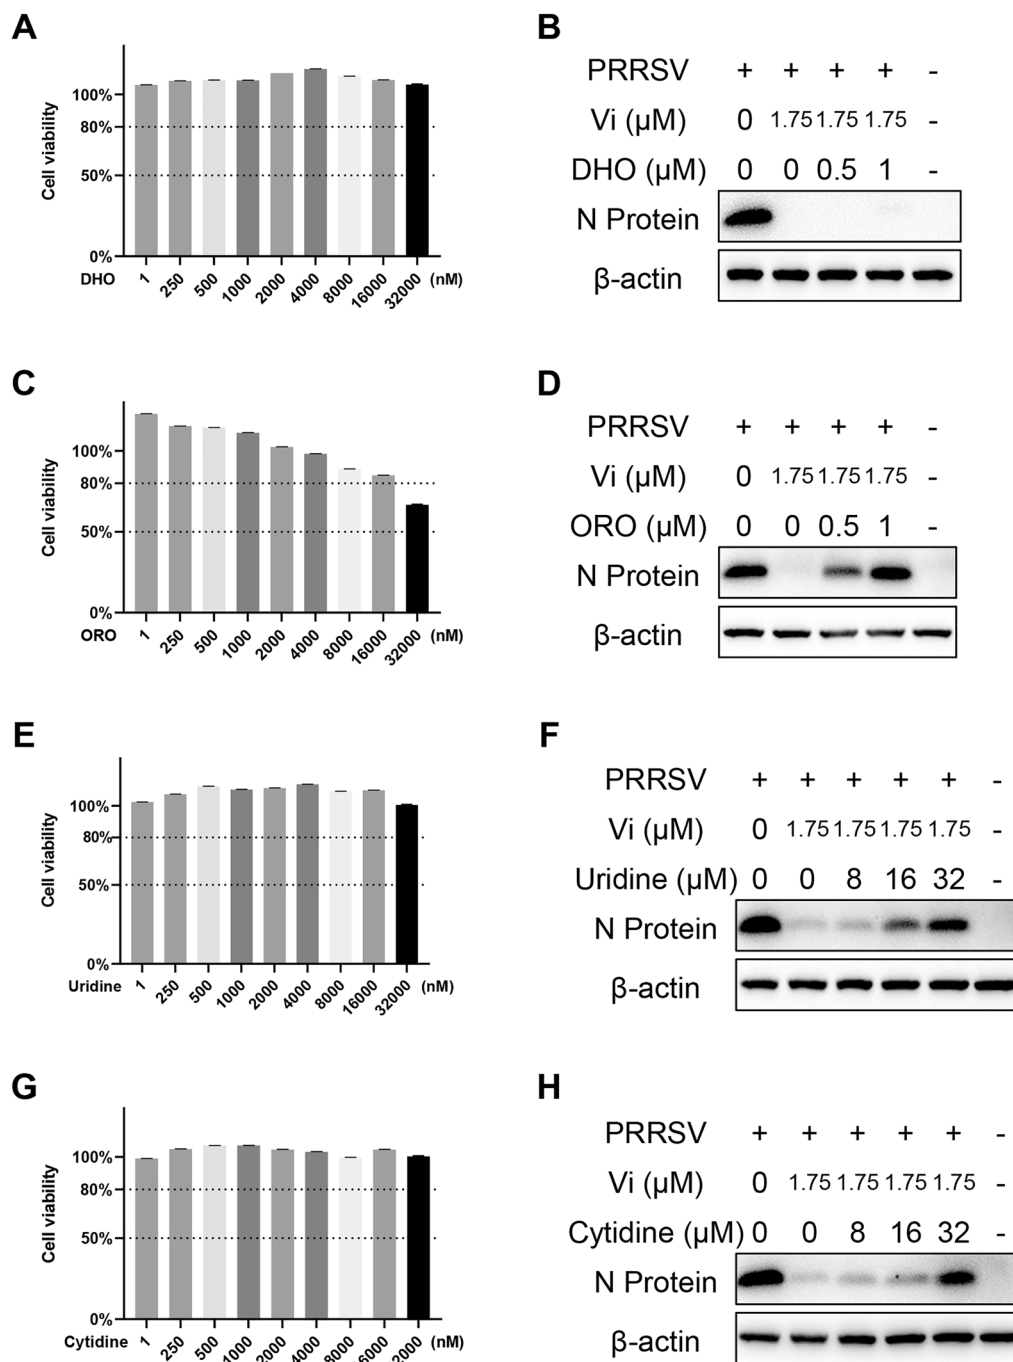 A
Cell viability
100%
80%
50%
0%
DHO 1 250 500 1000 2000 4000 8000 16000 32000 (nM)
B
PRRSV + + + + -
Vi (μM) 0 1.75 1.75 1.75 -
DHO (μM) 0 0 0.5 1 -
N Protein
β-actin
C
Cell viability
100%
80%
50%
0%
ORO 1 250 500 1000 2000 4000 8000 16000 32000 (nM)
D
PRRSV + + + + -
Vi (μM) 0 1.75 1.75 1.75 -
ORO (μM) 0 0 0.5 1 -
N Protein
β-actin
E
Cell viability
100%
80%
50%
0%
Uridine 1 250 500 1000 2000 4000 8000 16000 32000 (nM)
F
PRRSV + + + + + -
Vi (μM) 0 1.75 1.75 1.75 1.75 -
Uridine (μM) 0 0 8 16 32 -
N Protein
β-actin
G
Cell viability
100%
80%
50%
0%
Cytidine 1 250 500 1000 2000 4000 8000 (nM)
H
PRRSV + + + + + -
Vi (μM) 0 1.75 1.75 1.75 1.75 -
Cytidine (μM) 0 0 8 16 32 -
N Protein
β-actin